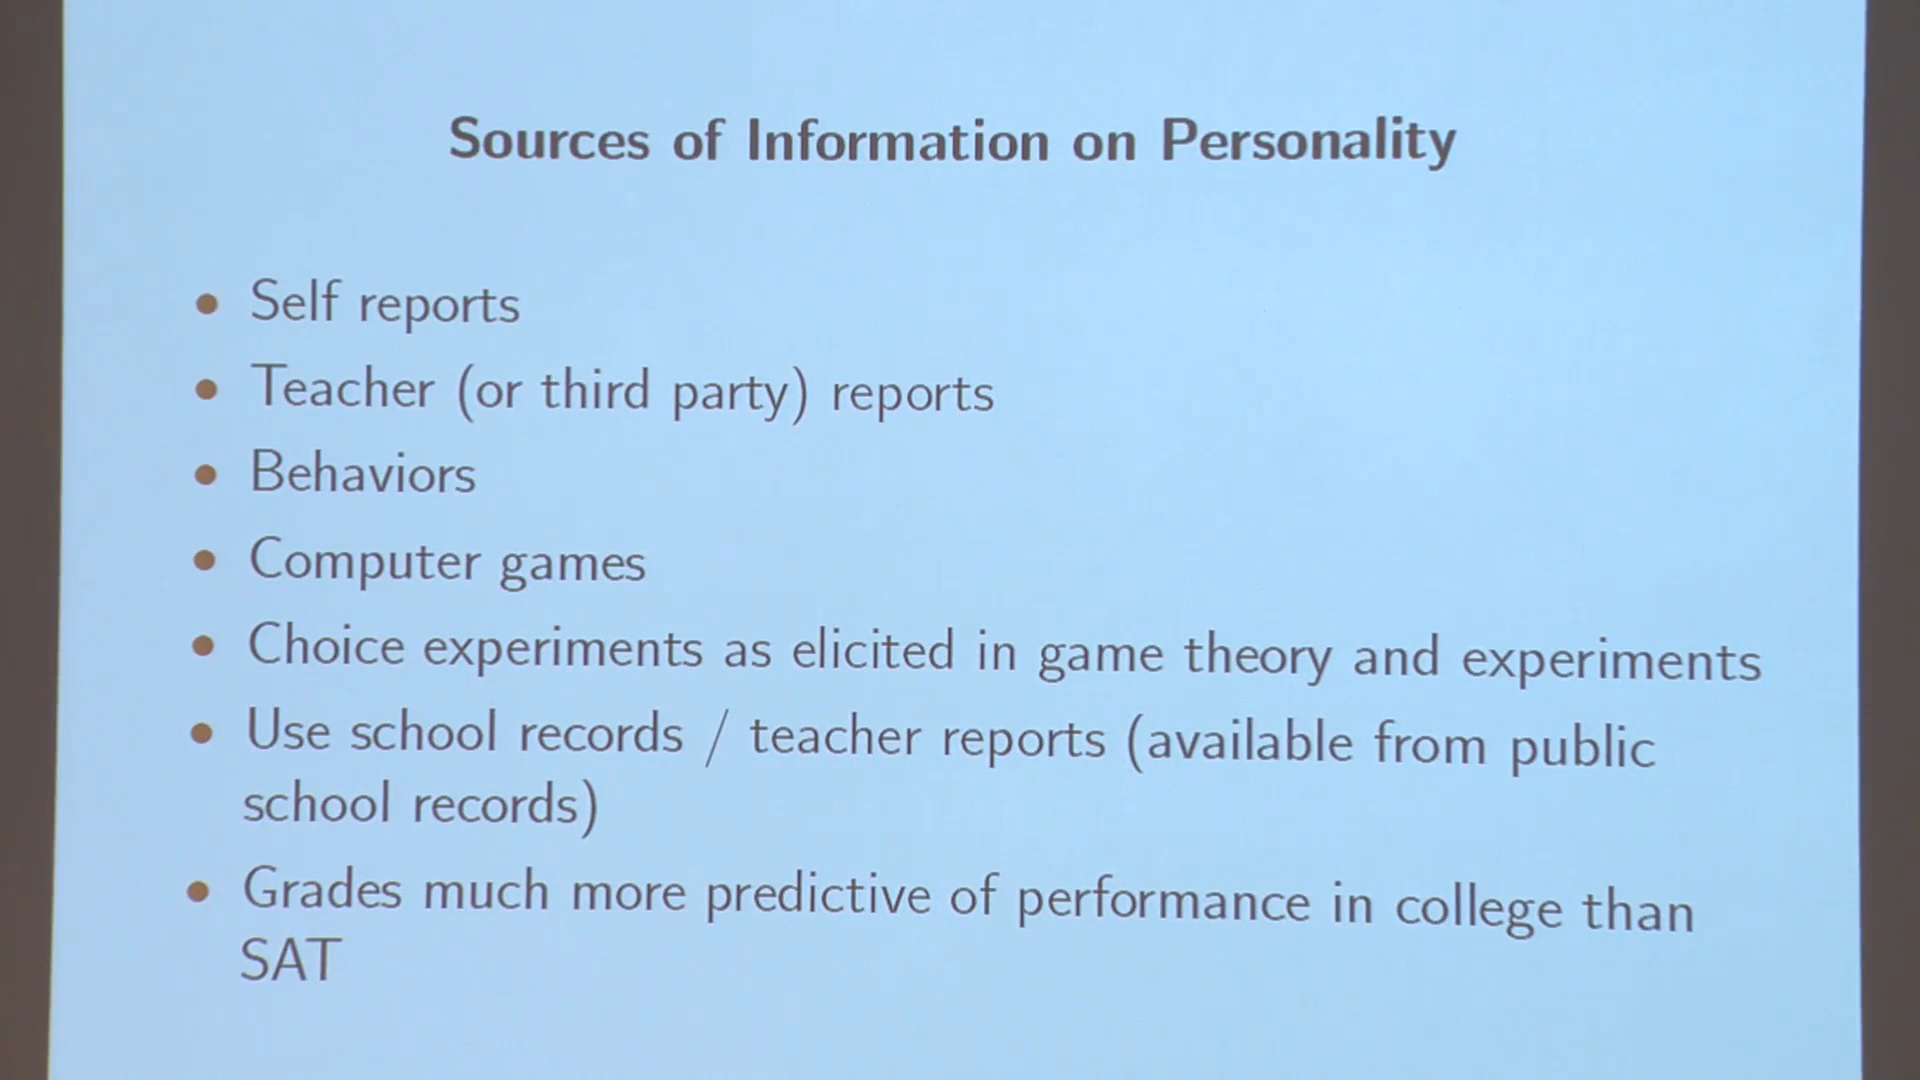 Sources of Information on Personality
• Self reports
• Teacher (or third party) reports
• Behaviors
• Computer games
• Choice experiments as elicited in game theory and experiments
• Use school records / teacher reports (available from public
school records)
• Grades much more predictive of performance in college than
SAT